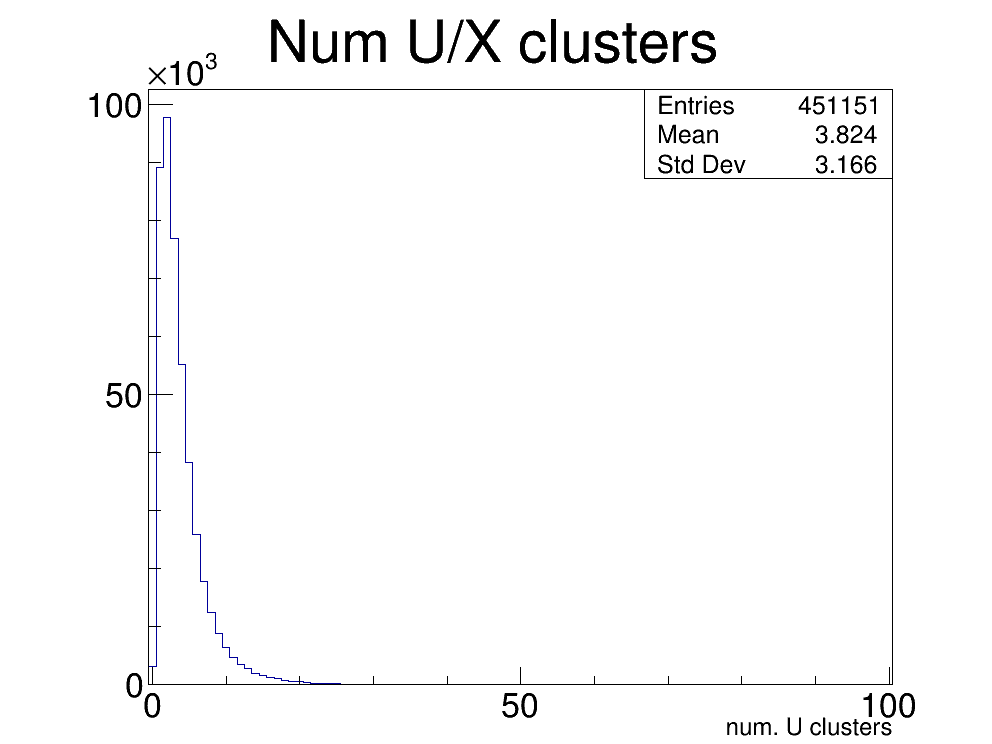 Num U/X clusters
×10³
100
50
0
Entries 451151
Mean 3.824
Std Dev 3.166
0 50 100
num. U clusters